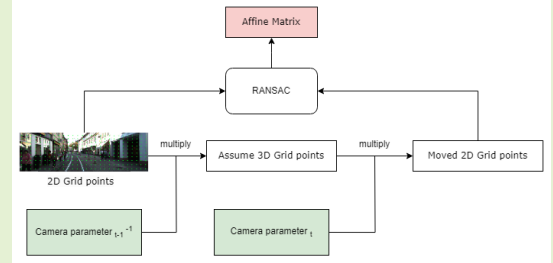 Affine Matrix
RANSAC
multiply
multiply
Assume 3D Grid points
Moved 2D Grid points
2D Grid points
Camera parameter t-1 -1
Camera parameter t